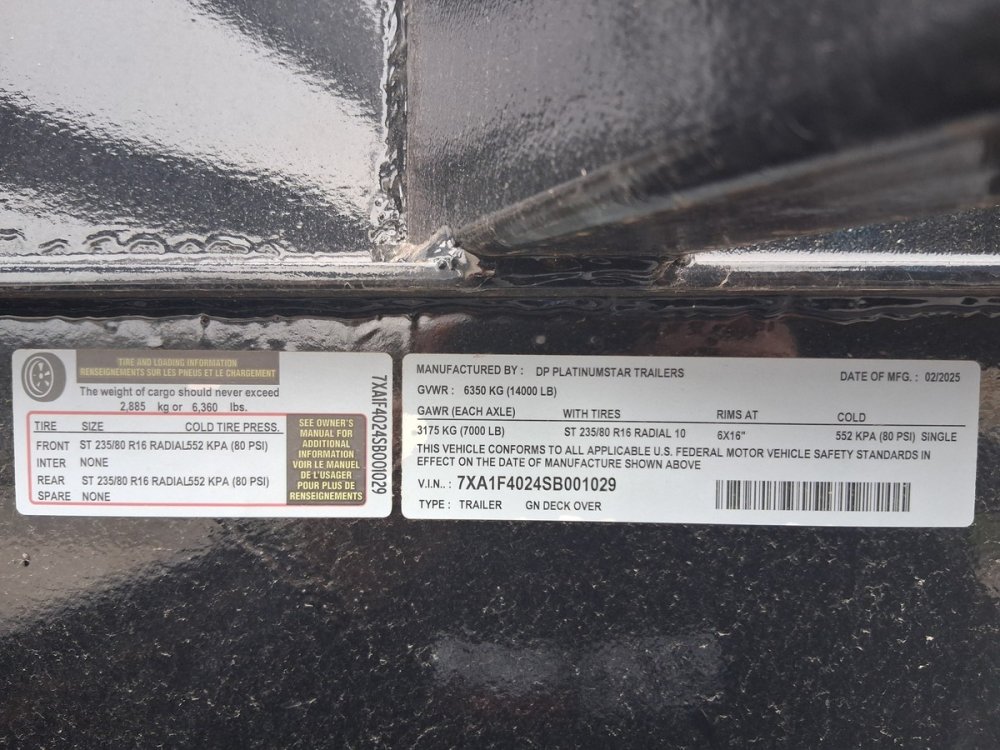 TIRE AND LOADING INFORMATION
RENSEIGNEMENTS SUR LES PNEUS ET LE CHARGEMENT
The weight of cargo should never exceed
2,885 kg or 6,360 lbs.
TIRE SIZE COLD TIRE PRESS.
FRONT ST 235/80 R16 RADIAL552 KPA (80 PSI)
INTER NONE
REAR ST 235/80 R16 RADIAL552 KPA (80 PSI)
SPARE NONE
SEE OWNER'S
MANUAL FOR
ADDITIONAL
INFORMATION
VOIR LE MANUEL
DE L'USAGER
POUR PLUS DE
RENSEIGNEMENTS
7XA1F4024SB001029
MANUFACTURED BY : DP PLATINUMSTAR TRAILERS DATE OF MFG. : 02/2025
GVWR : 6350 KG (14000 LB)
GAWR (EACH AXLE) WITH TIRES RIMS AT COLD
3175 KG (7000 LB) ST 235/80 R16 RADIAL 10 6X16" 552 KPA (80 PSI) SINGLE
THIS VEHICLE CONFORMS TO ALL APPLICABLE U.S. FEDERAL MOTOR VEHICLE SAFETY STANDARDS IN
EFFECT ON THE DATE OF MANUFACTURE SHOWN ABOVE
V.I.N.. : 7XA1F4024SB001029
TYPE : TRAILER GN DECK OVER